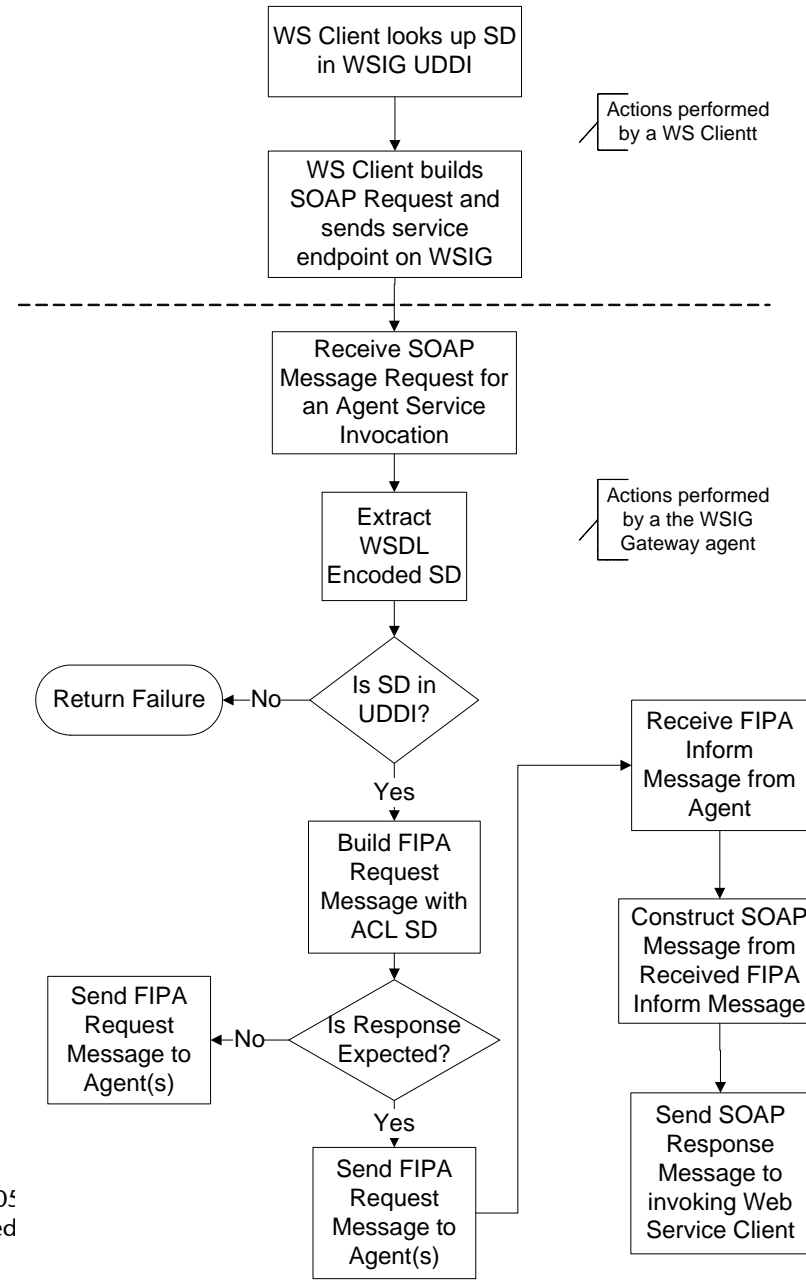 WS Client looks up SD
in WSIG UDDI
Actions performed
by a WS Clientt
WS Client builds
SOAP Request and
sends service
endpoint on WSIG
Receive SOAP
Message Request for
an Agent Service
Invocation
Extract
WSDL
Encoded SD
Actions performed
by a the WSIG
Gateway agent
Is SD in
UDDI?
No
Return Failure
Yes
Build FIPA
Request
Message with
ACL SD
Is Response
Expected?
No
Send FIPA
Request
Message to
Agent(s)
Yes
Send FIPA
Request
Message to
Agent(s)
Receive FIPA
Inform
Message from
Agent
Construct SOAP
Message from
Received FIPA
Inform Message
Send SOAP
Response
Message to
invoking Web
Service Client